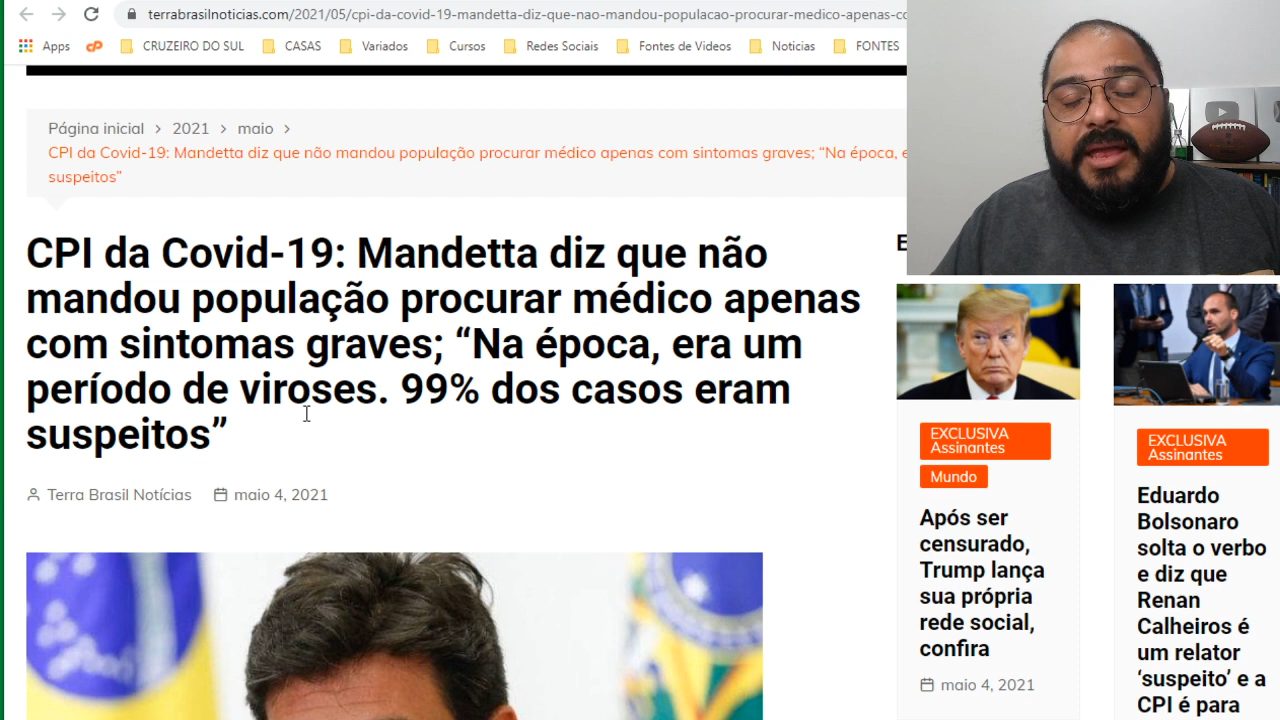 terrabrasilnoticias.com/2021/05/cpi-da-covid-19-mandetta-diz-que-nao-mandou-populacao-procurar-medico-apenas-co
Apps CRUZEIRO DO SUL CASAS Variados Cursos Redes Sociais Fontes de Videos Noticias FONTES
Página inicial > 2021 > maio >
CPI da Covid-19: Mandetta diz que não mandou população procurar médico apenas com sintomas graves; “Na época, e
suspeitos”
CPI da Covid-19: Mandetta diz que não
mandou população procurar médico apenas
com sintomas graves; “Na época, era um
período de viroses. 99% dos casos eram
suspeitos”
Terra Brasil Notícias maio 4, 2021
E
EXCLUSIVA
Assinantes
Mundo
Após ser
censurado,
Trump lança
sua própria
rede social,
confira
maio 4, 2021
EXCLUSIVA
Assinantes
Eduardo
Bolsonaro
solta o verbo
e diz que
Renan
Calheiros é
um relator
‘suspeito’ e a
CPI é para